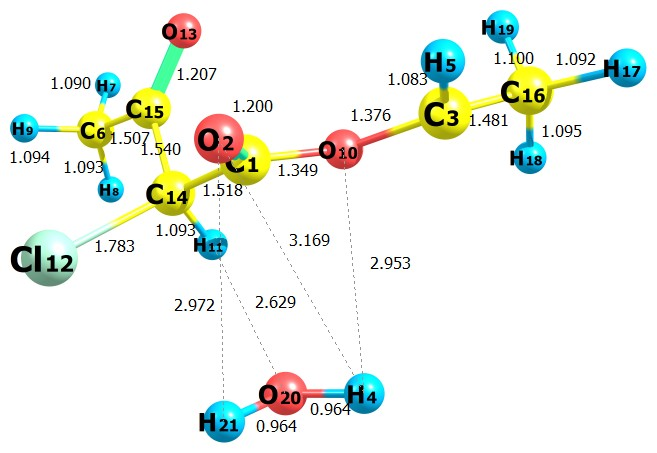 H19
O13
H5
1.100 1.092
H17
1.207
1.090 H7
1.083
C16
C15
1.200
1.376
C3 1.481
H9
C6 1.507
O2
1.095
1.094
1.540
C1
O10
H18
1.093
H8
1.518
1.349
C14
1.093
H11
3.169
1.783
Cl12
2.953
2.972
2.629
O20
H4
0.964
H21
0.964